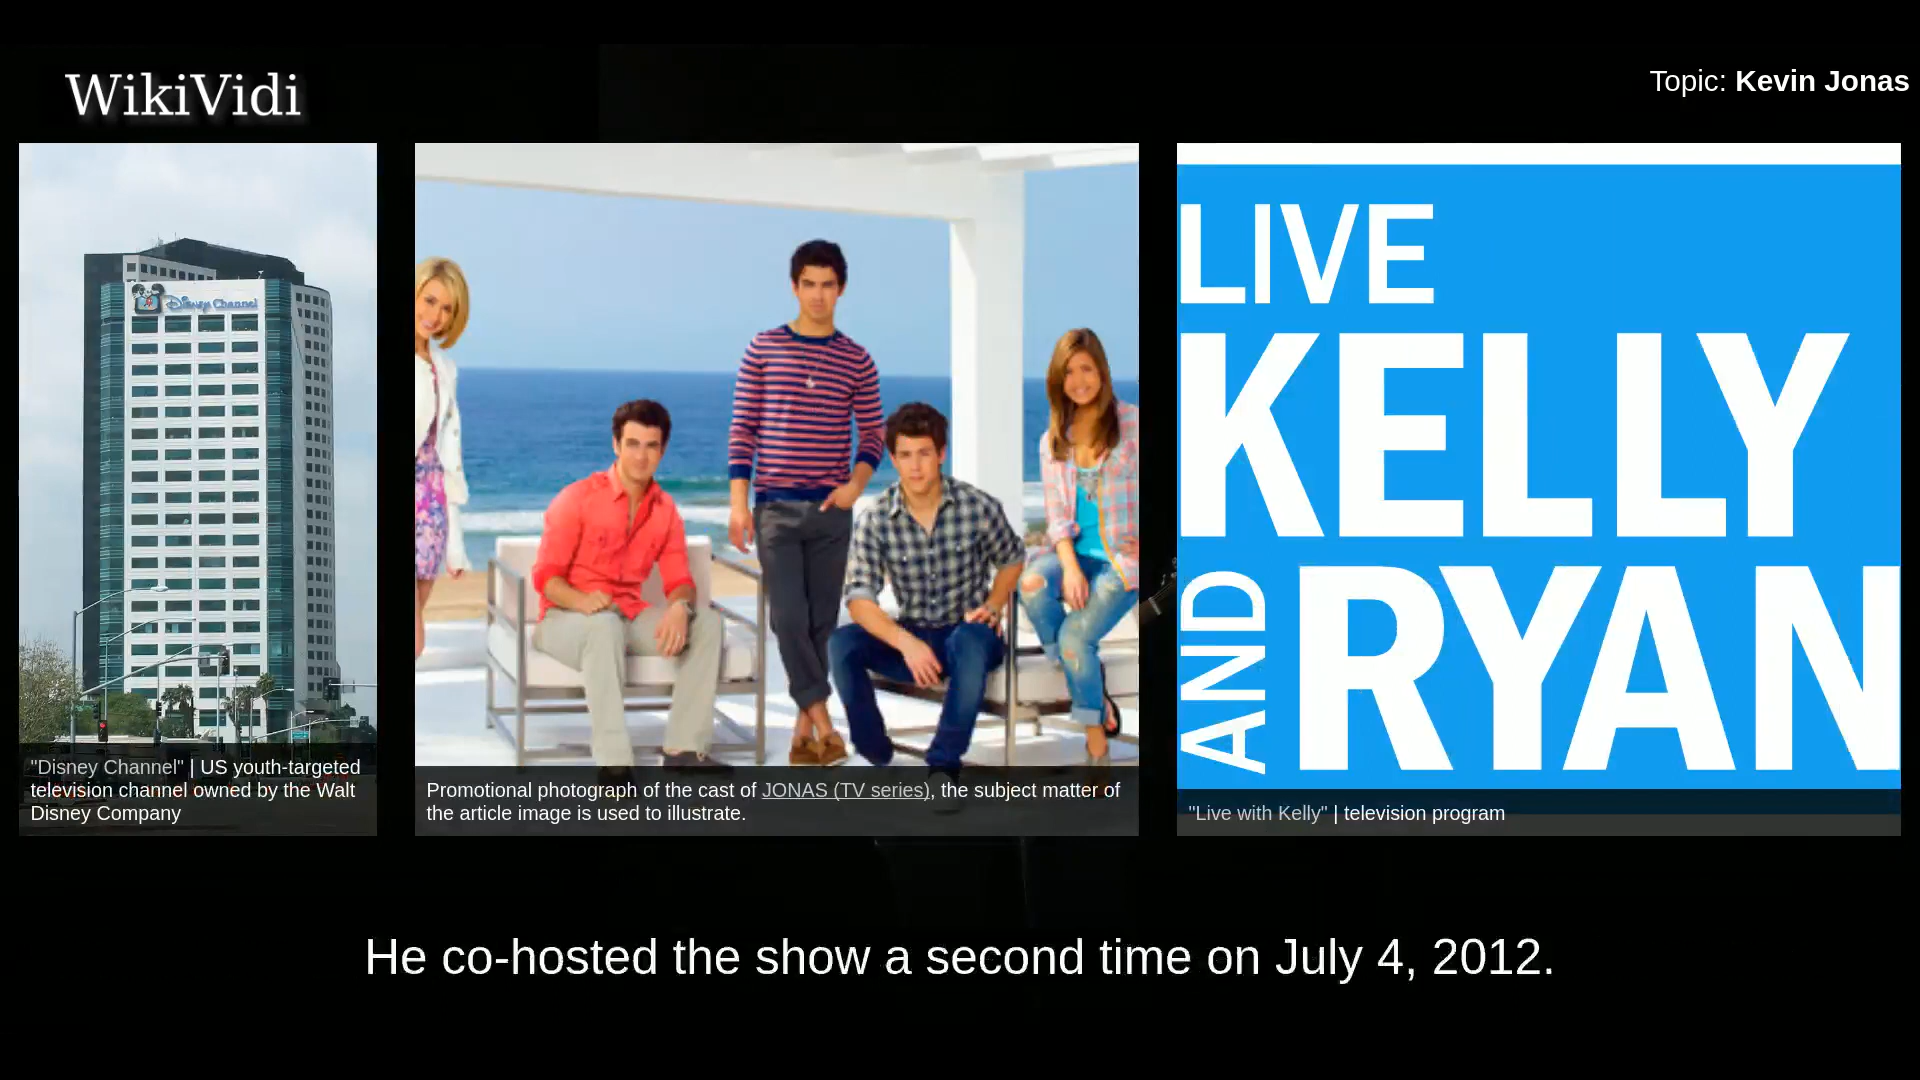 WikiVidi
Topic: Kevin Jonas
Disney Channel
"Disney Channel" | US youth-targeted
television channel owned by the Walt
Disney Company
Promotional photograph of the cast of JONAS (TV series), the subject matter of
the article image is used to illustrate.
LIVE
KELLY
AND RYAN
"Live with Kelly" | television program
He co-hosted the show a second time on July 4, 2012.